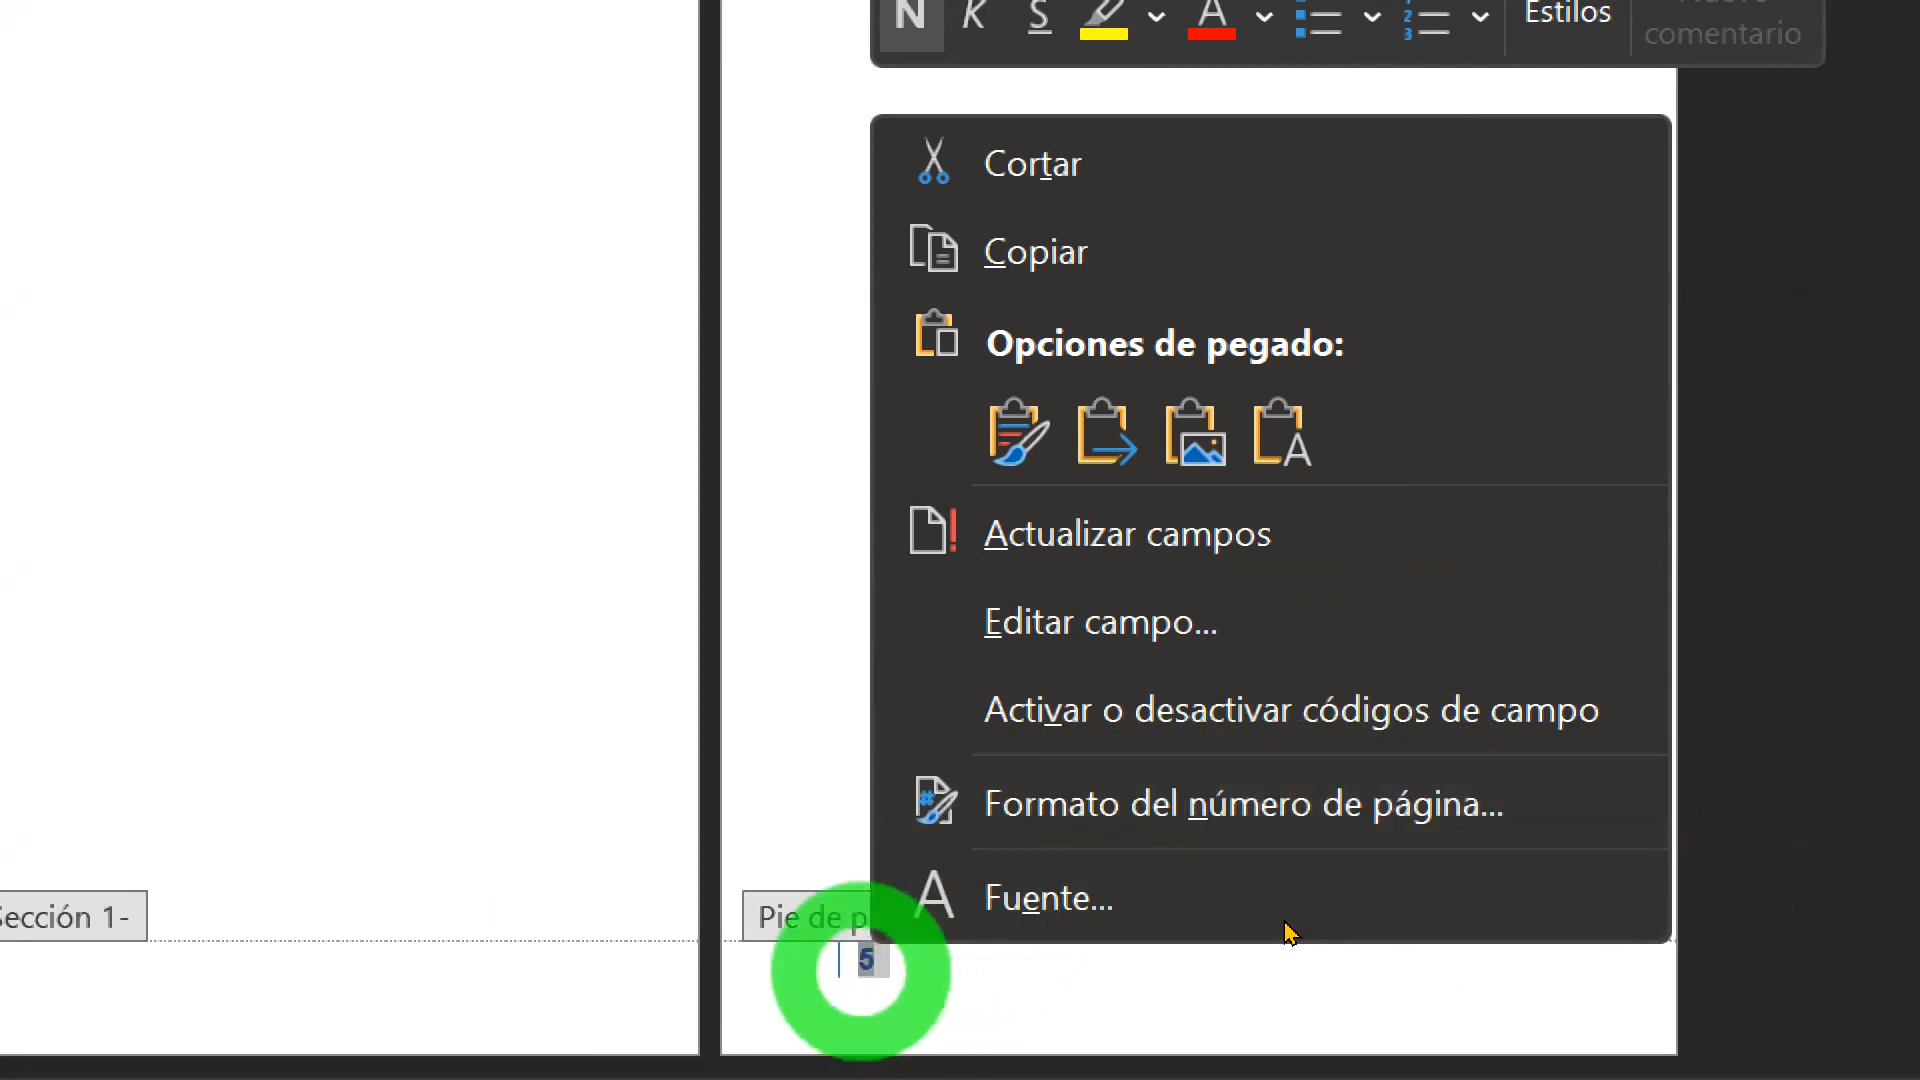 N K S A Estilos
comentario
Cortar
Copiar
Opciones de pegado:
Actualizar campos
Editar campo...
Activar o desactivar códigos de campo
Formato del número de página...
Fuente...
Sección 1-
Pie de p
5